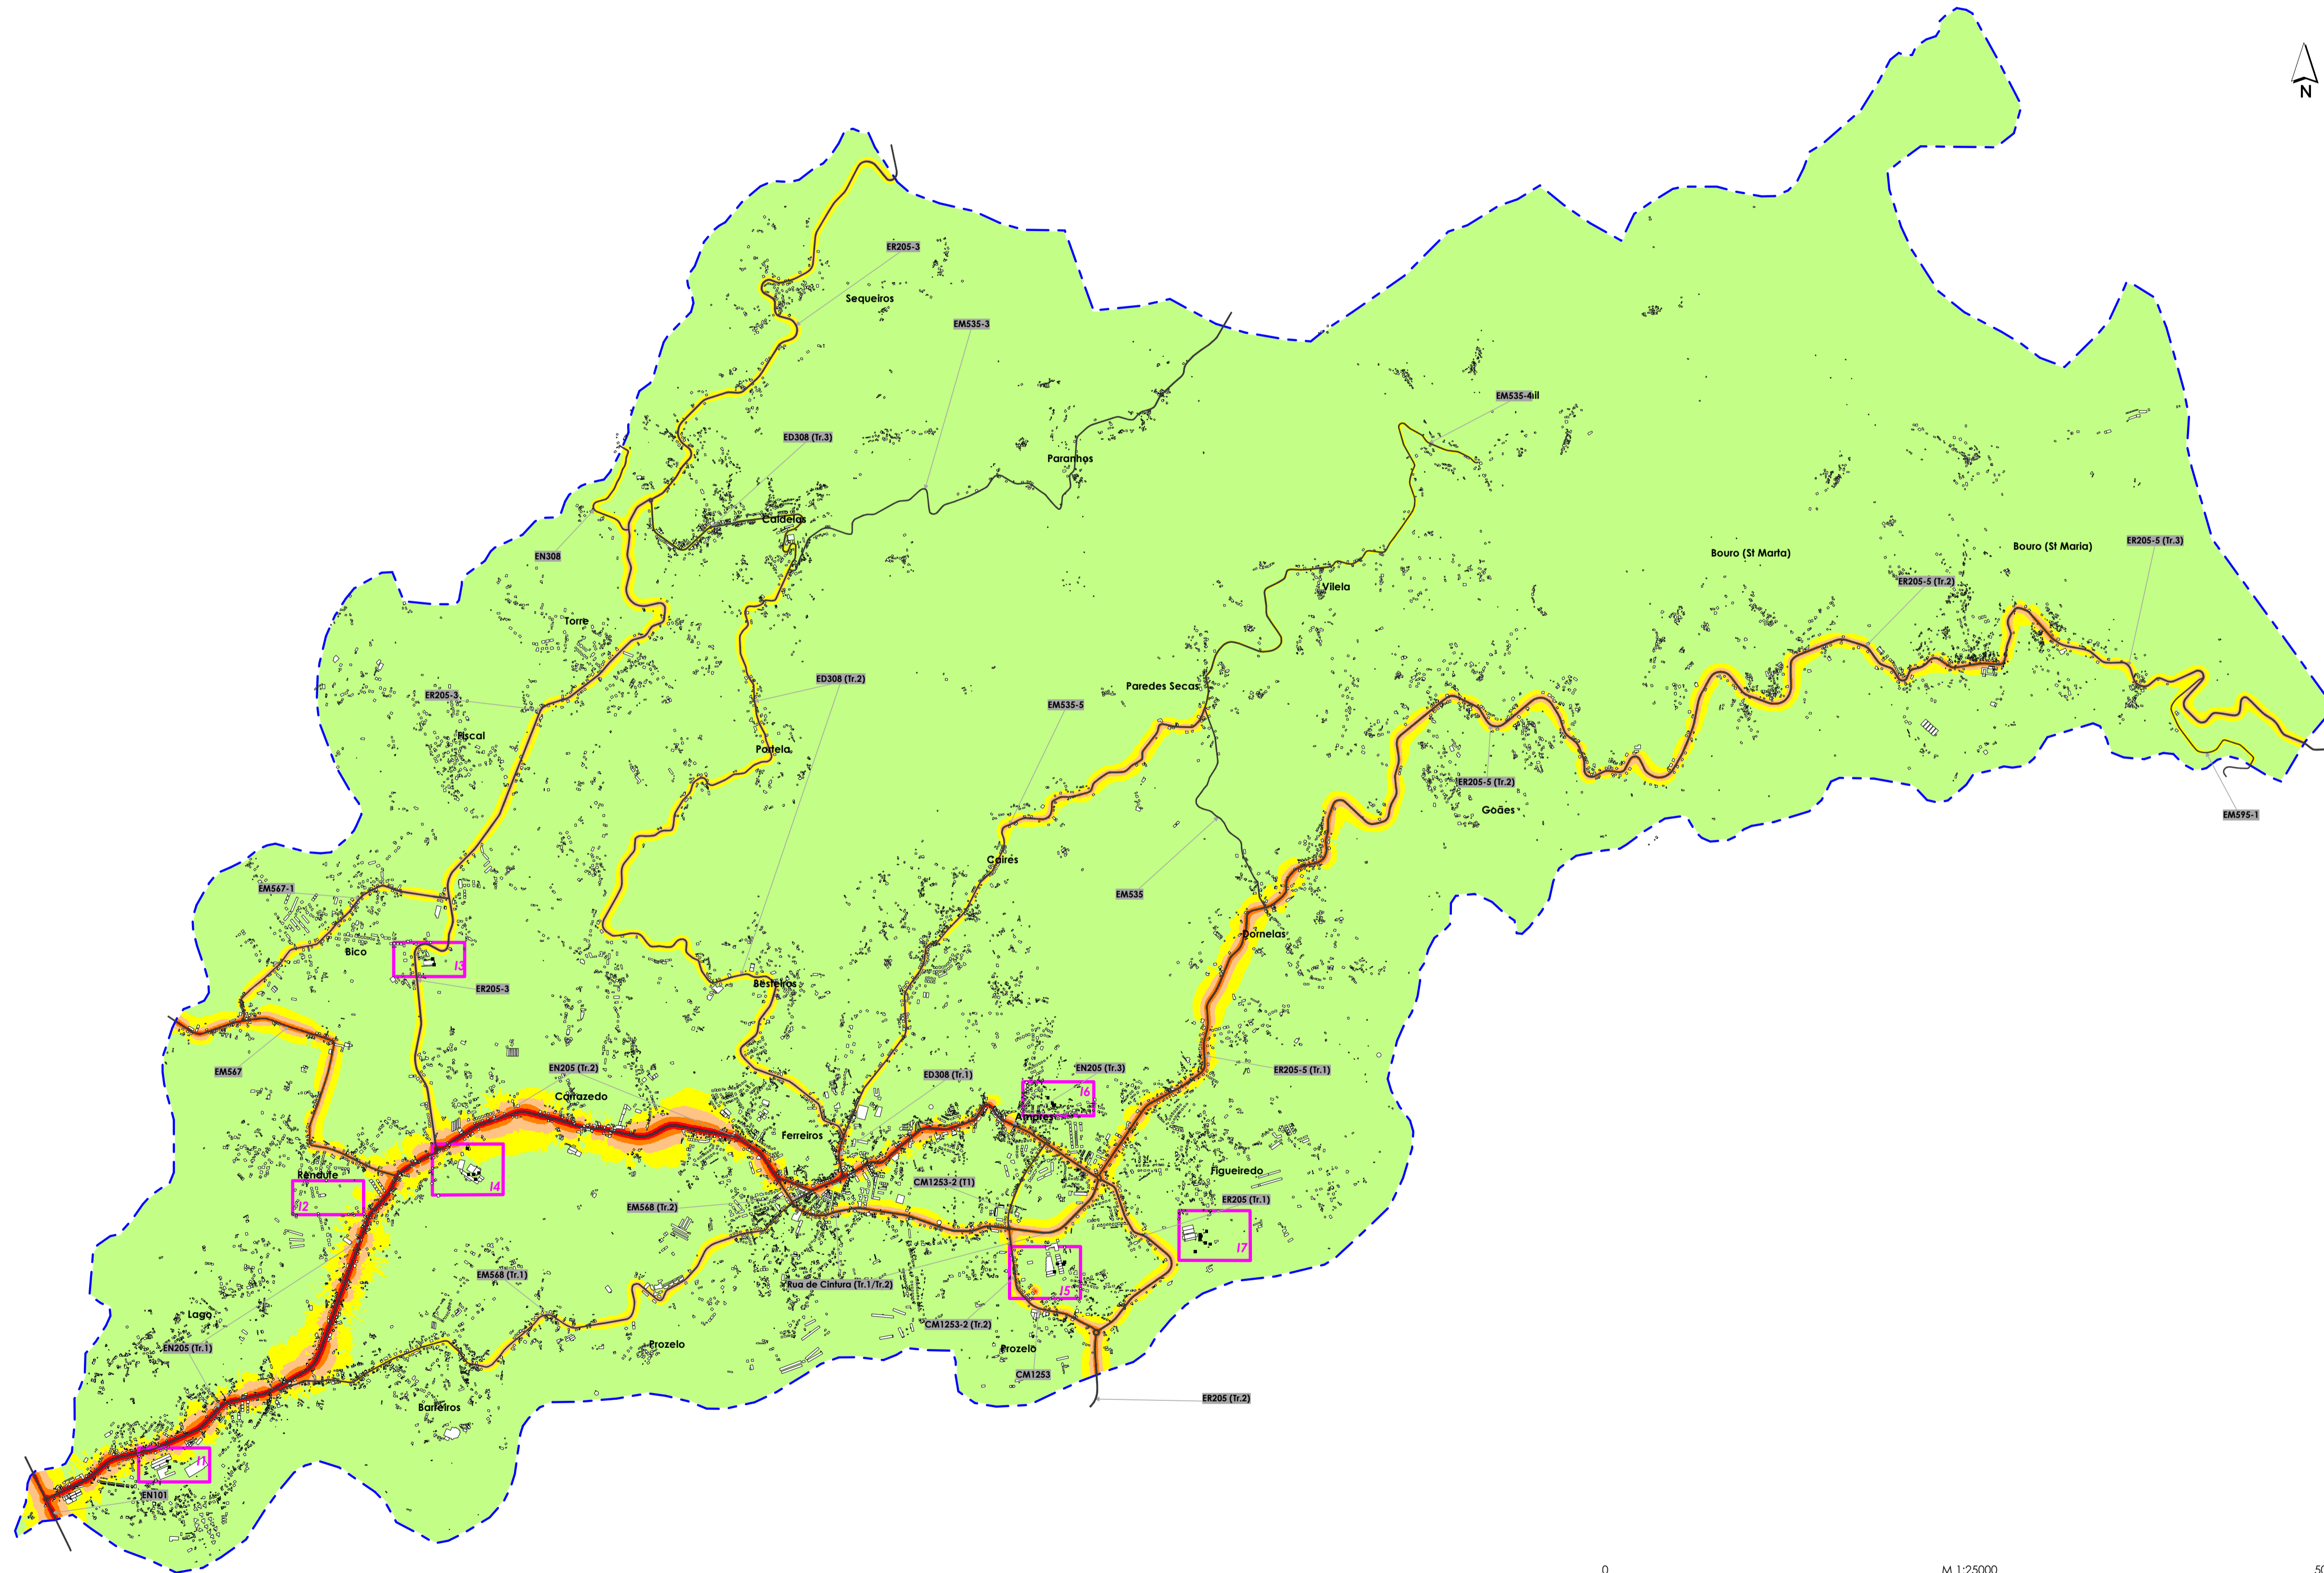 N
ER205-3
Sequeiros
EM535-3
EM535-4
ED308 (Tr.3)
Paranhos
Caldelas
EN308
ER205-5 (Tr.3)
Bouro (St Maria)
Bouro (St Marta)
ER205-5 (Tr.2)
Vilela
Torre
ED308 (Tr.2)
Paredes Secas
ER205-3
EM535-5
Fiscal
Portela
ER205-5 (Tr.2)
Goães
EM595-1
Caires
EM567-1
EM535
Dornelas
Bico
I3
Besteiros
ER205-3
EM567
EN205 (Tr.2)
ED308 (Tr.1)
EN205 (Tr.3)
ER205-5 (Tr.1)
I6
Carrazedo
Amares
Ferreiros
Rendufe
I4
Figueiredo
CM1253-2 (T1)
I2
EM568 (Tr.2)
ER205 (Tr.1)
I7
EM568 (Tr.1)
Rua de Cintura (Tr.1/Tr.2)
I5
Lago
CM1253-2 (Tr.2)
EN205 (Tr.1)
Prozelo
Prozelo
CM1253
ER205 (Tr.2)
Barreiros
I1
EN101
0
M 1:25000